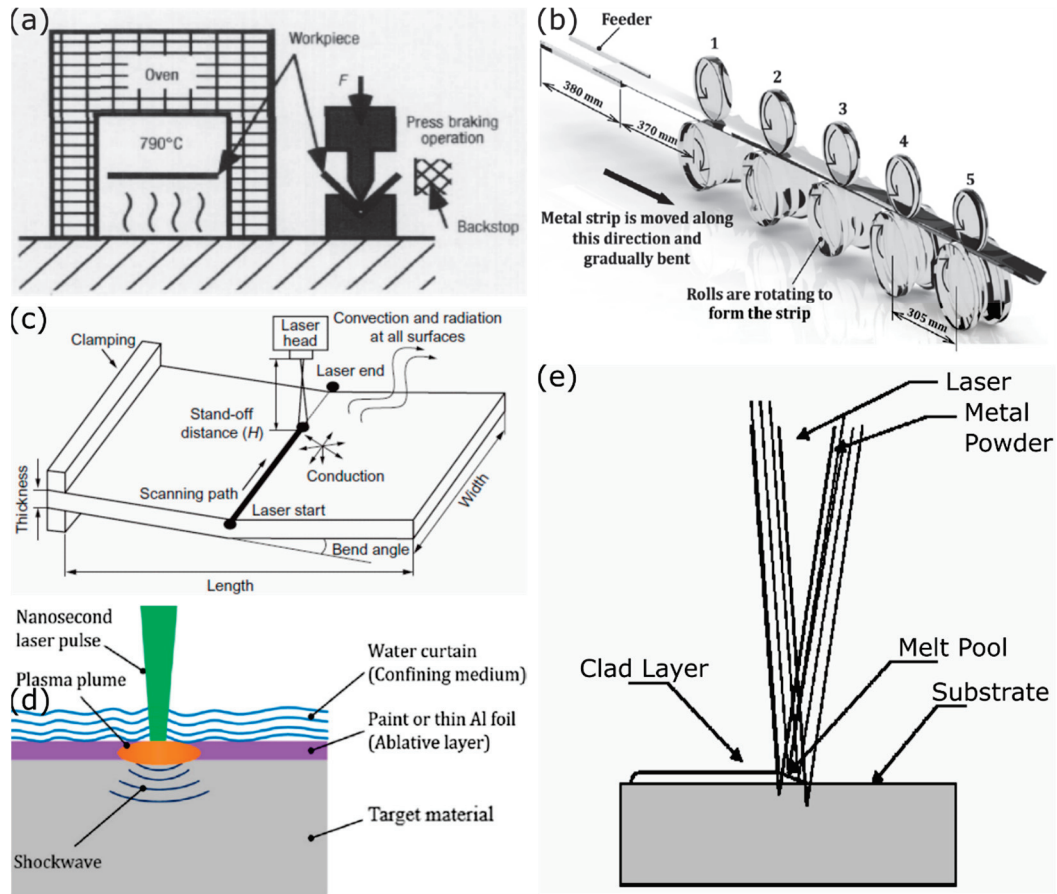 (a)
Workpiece
Oven
F
790°C
Press braking
operation
Backstop
(b)
Feeder
1
2
3
4
5
380 mm
370 mm
Metal strip is moved along
this direction and
gradually bent
Rolls are rotating to
form the strip
305 mm
(c)
Clamping
Laser
head
Convection and radiation
at all surfaces
Laser end
Stand-off
distance (H)
Conduction
Scanning path
Laser start
Thickness
Width
Bend angle
Length
(d)
Nanosecond
laser pulse
Plasma plume
Water curtain
(Confining medium)
Paint or thin Al foil
(Ablative layer)
Target material
Shockwave
(e)
Laser
Metal
Powder
Melt Pool
Clad Layer
Substrate